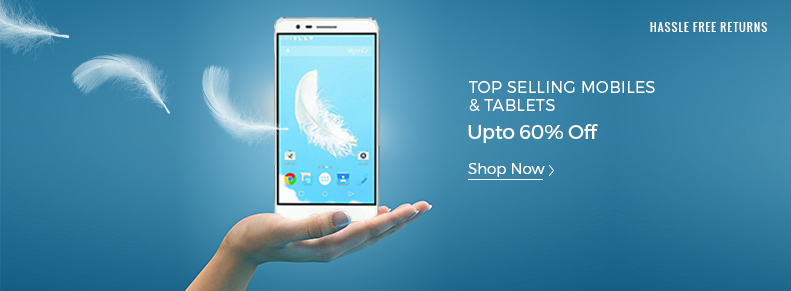 HASSLE FREE RETURNS
TOP SELLING MOBILES
& TABLETS
Upto 60% Off
Shop Now >